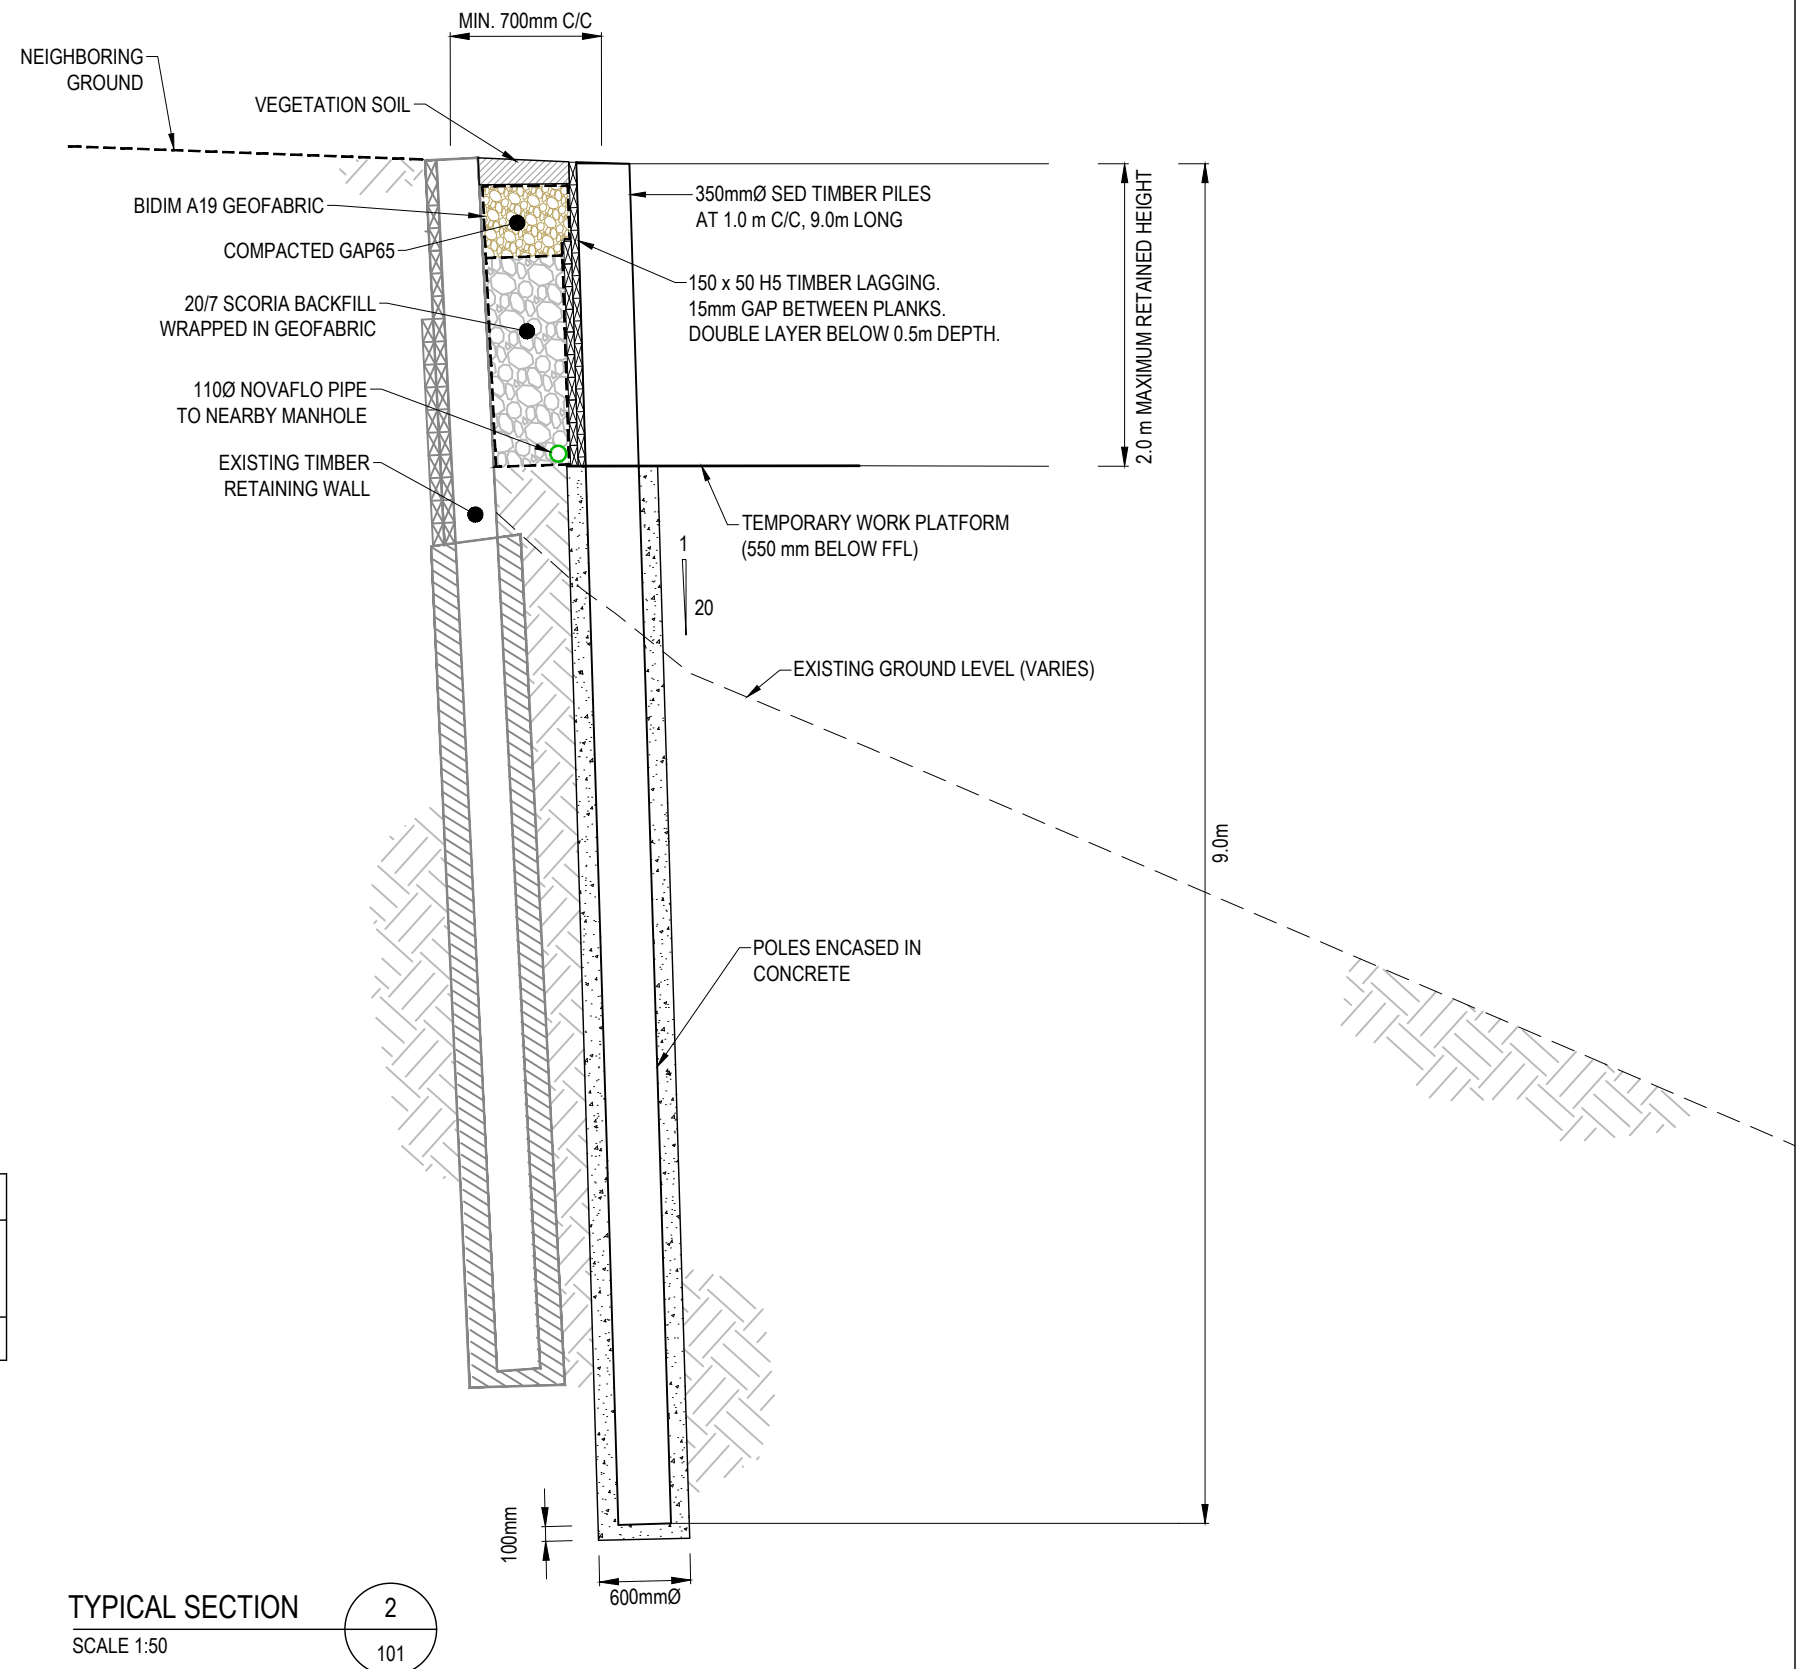 MIN. 700mm C/C
NEIGHBORING
GROUND
VEGETATION SOIL
BIDIM A19 GEOFABRIC
COMPACTED GAP65
20/7 SCORIA BACKFILL
WRAPPED IN GEOFABRIC
110Ø NOVAFLO PIPE
TO NEARBY MANHOLE
EXISTING TIMBER
RETAINING WALL
350mmØ SED TIMBER PILES
AT 1.0 m C/C, 9.0m LONG
150 x 50 H5 TIMBER LAGGING.
15mm GAP BETWEEN PLANKS.
DOUBLE LAYER BELOW 0.5m DEPTH.
2.0 m MAXIMUM RETAINED HEIGHT
TEMPORARY WORK PLATFORM
(550 mm BELOW FFL)
1
20
EXISTING GROUND LEVEL (VARIES)
9.0m
POLES ENCASED IN
CONCRETE
100mm
600mmØ
TYPICAL SECTION
SCALE 1:50
2
101